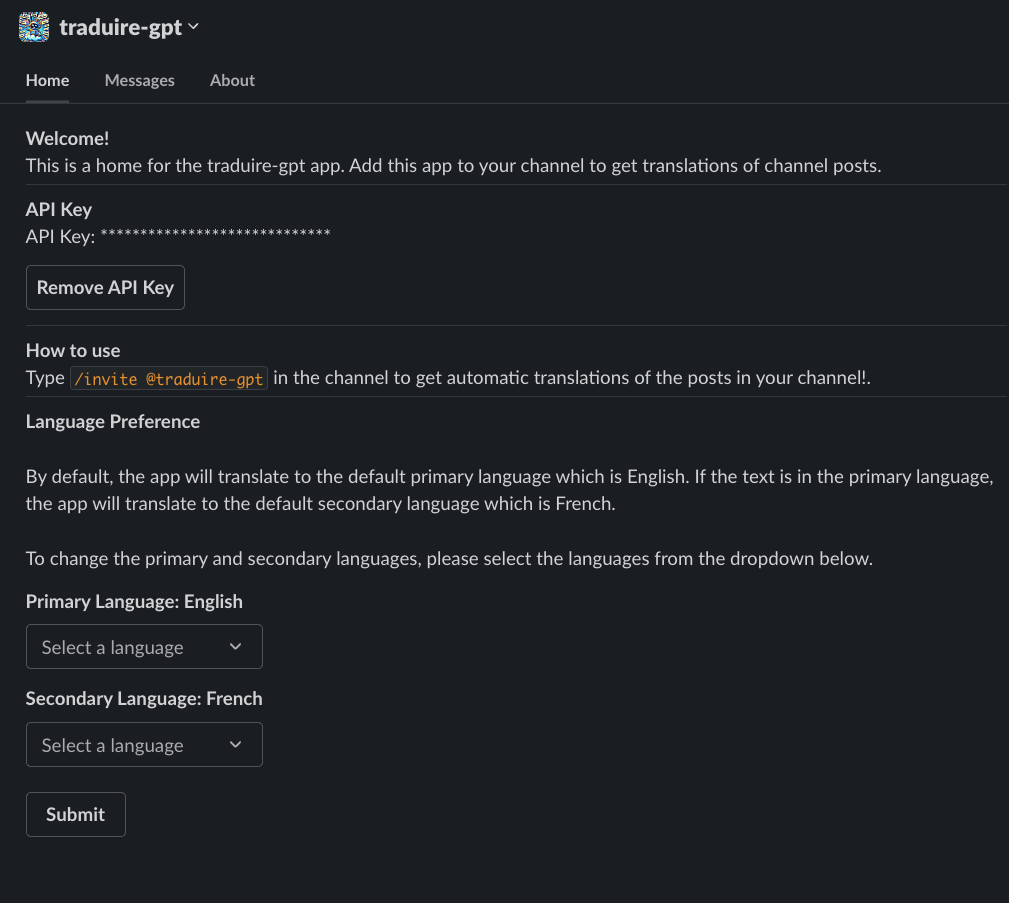 traduire-gpt
Home Messages About
Welcome!
This is a home for the traduire-gpt app. Add this app to your channel to get translations of channel posts.
API Key
API Key: *****************************
Remove API Key
How to use
Type /invite @traduire-gpt in the channel to get automatic translations of the posts in your channel!.
Language Preference
By default, the app will translate to the default primary language which is English. If the text is in the primary language,
the app will translate to the default secondary language which is French.
To change the primary and secondary languages, please select the languages from the dropdown below.
Primary Language: English
Select a language
Secondary Language: French
Select a language
Submit